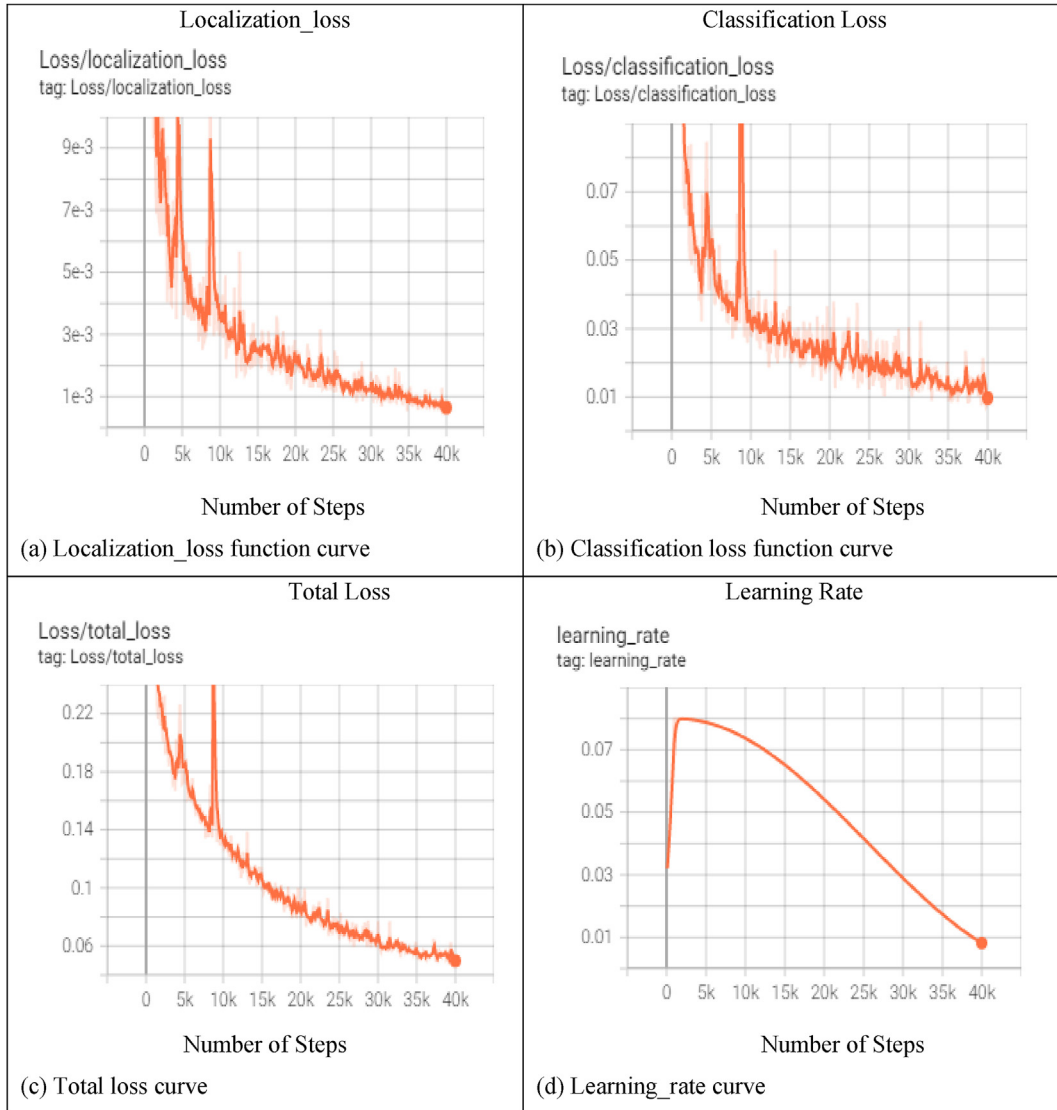 Localization_loss
Loss/localization_loss
tag: Loss/localization_loss
9e-3
7e-3
5e-3
3e-3
1e-3
0 5k 10k 15k 20k 25k 30k 35k 40k
Number of Steps
(a) Localization_loss function curve
Classification Loss
Loss/classification_loss
tag: Loss/classification_loss
0.07
0.05
0.03
0.01
0 5k 10k 15k 20k 25k 30k 35k 40k
Number of Steps
(b) Classification loss function curve
Total Loss
Loss/total_loss
tag: Loss/total_loss
0.22
0.18
0.14
0.1
0.06
0 5k 10k 15k 20k 25k 30k 35k 40k
Number of Steps
(c) Total loss curve
Learning Rate
learning_rate
tag: learning_rate
0.07
0.05
0.03
0.01
0 5k 10k 15k 20k 25k 30k 35k 40k
Number of Steps
(d) Learning_rate curve